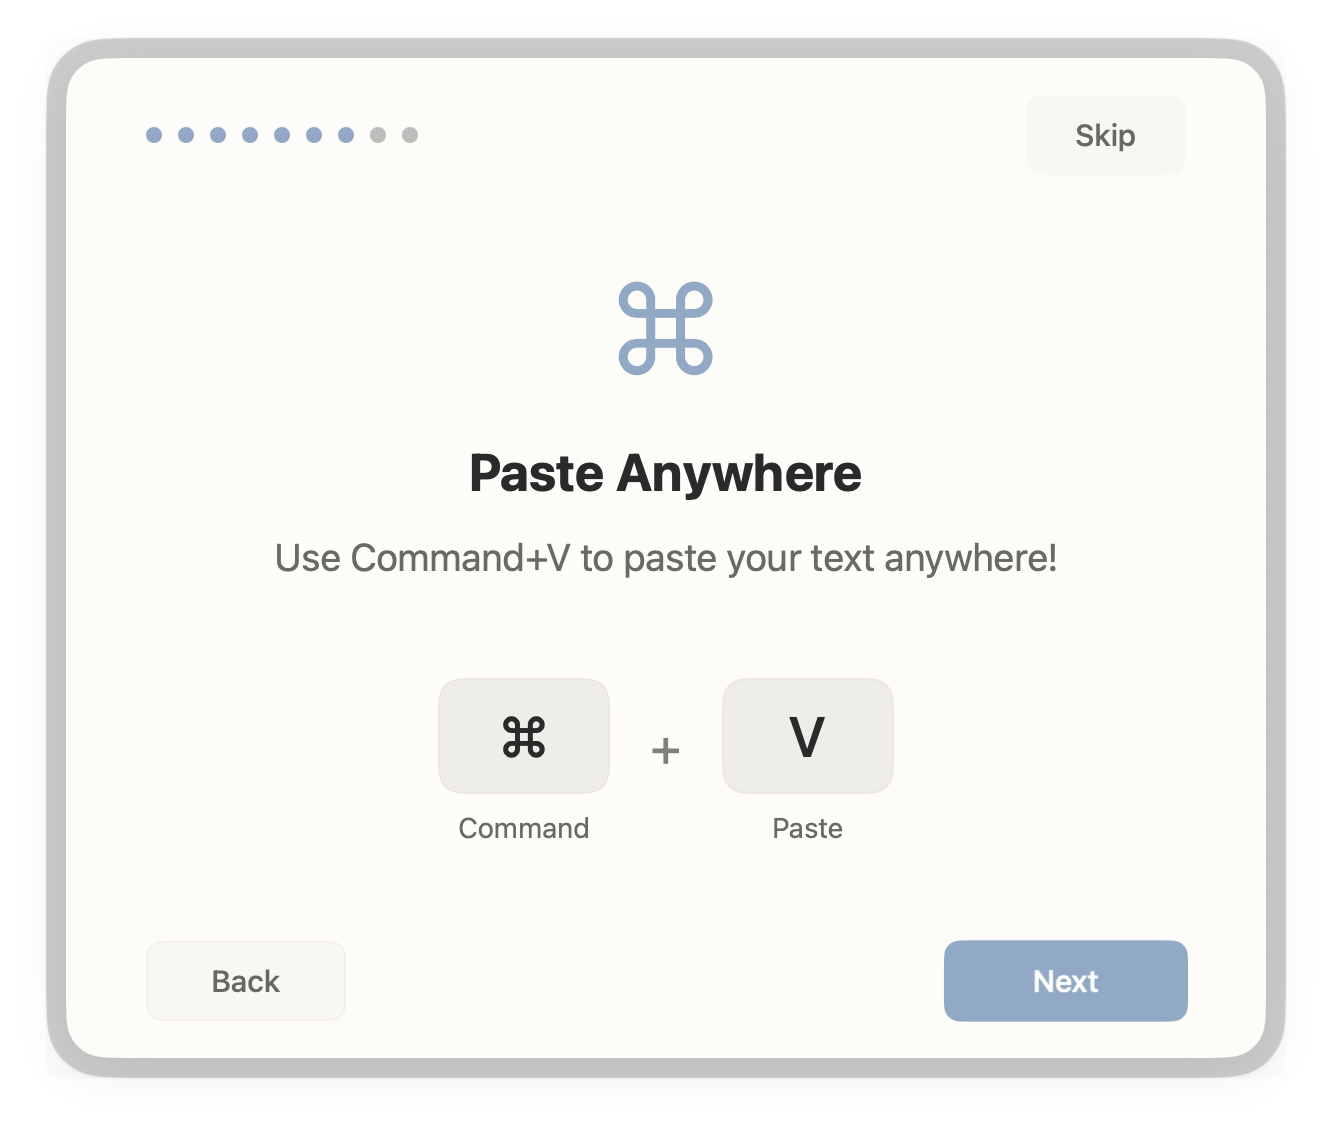 Skip
⌘
Paste Anywhere
Use Command+V to paste your text anywhere!
⌘ + V
Command Paste
Back Next